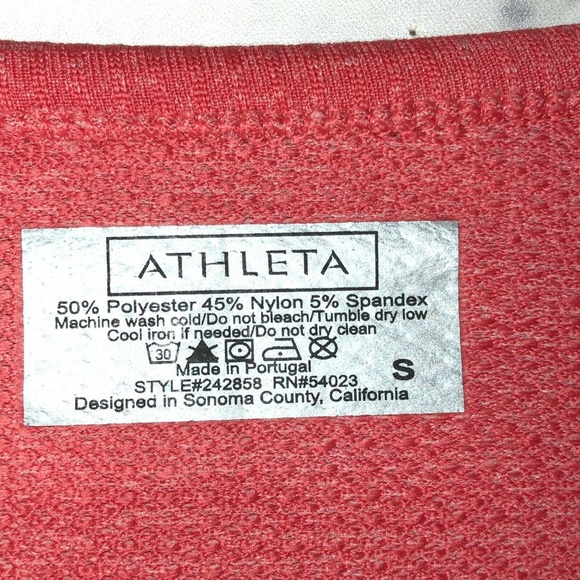 ATHLETA
50% Polyester 45% Nylon 5% Spandex
Machine wash cold/Do not bleach/Tumble dry low
Cool iron if needed/Do not dry clean
30
Made in Portugal
S
STYLE#242858 RN#54023
Designed in Sonoma County, California